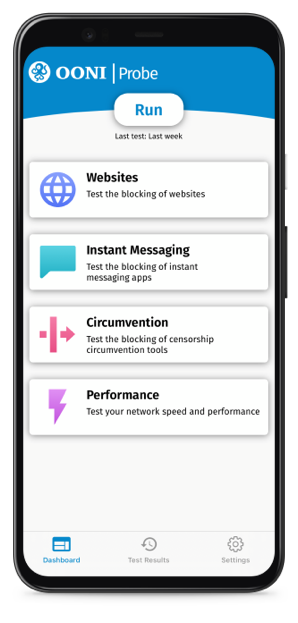 OONI | Probe
Run
Last test: Last week
Websites
Test the blocking of websites
Instant Messaging
Test the blocking of instant
messaging apps
Circumvention
Test the blocking of censorship
circumvention tools
Performance
Test your network speed and performance
Dashboard
Test Results
Settings